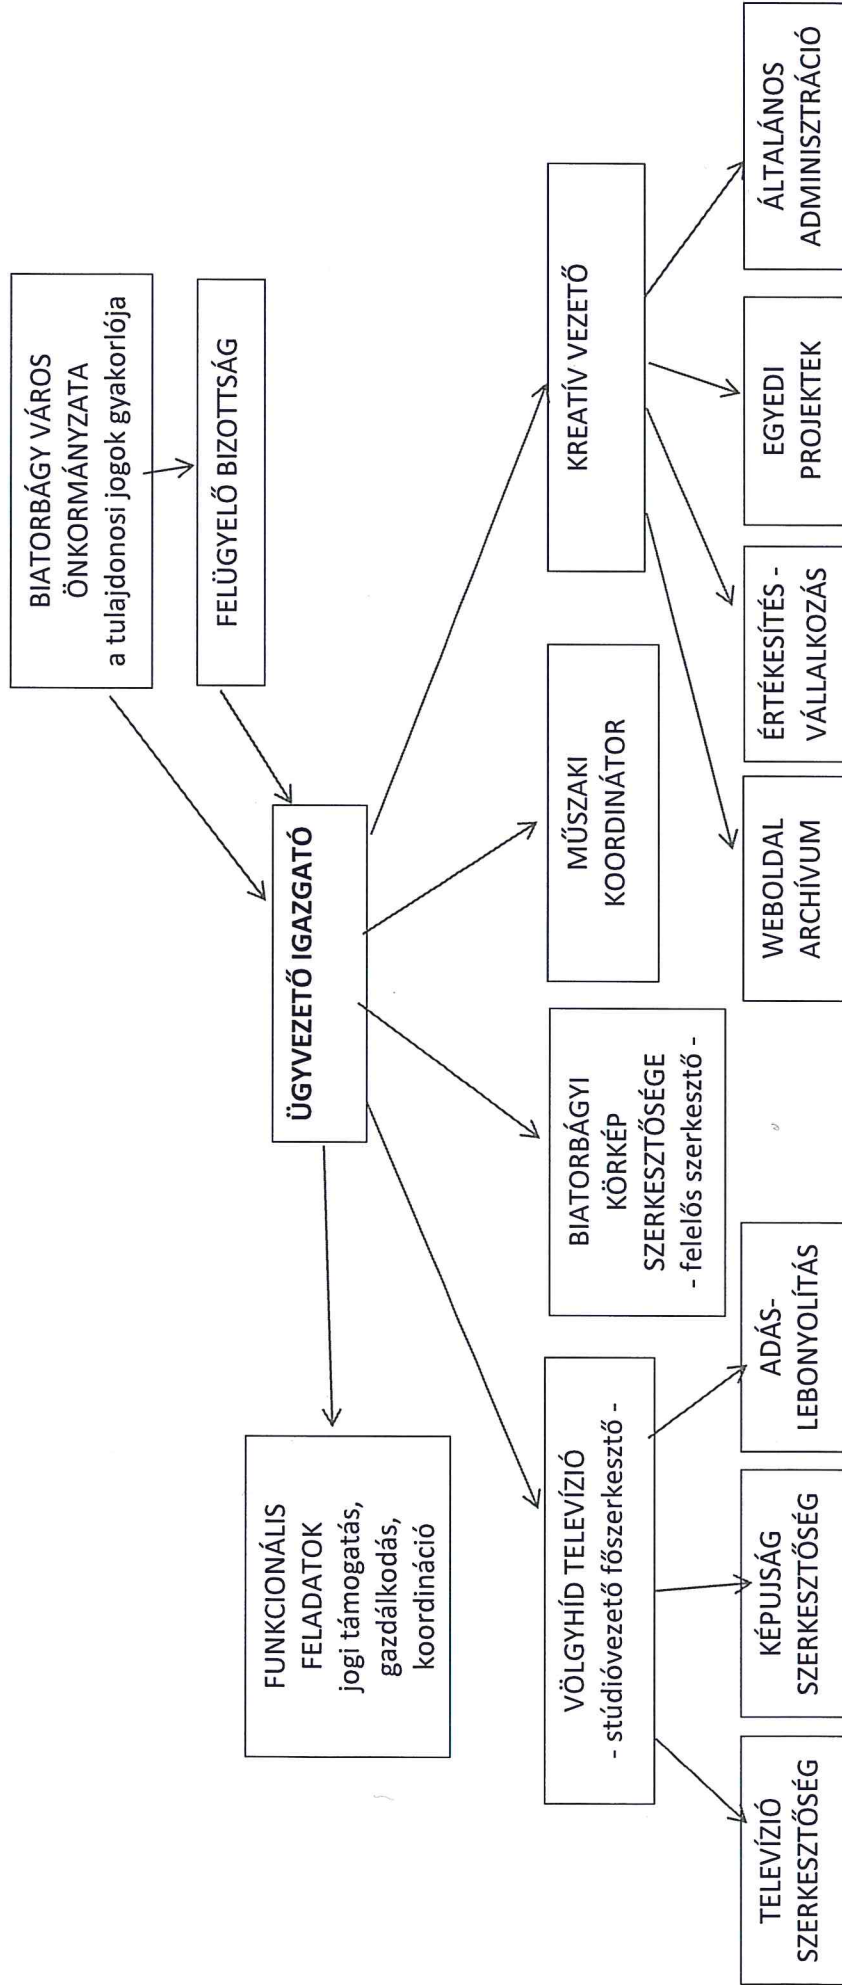 BIATORBÁGY VÁROS
ÖNKORMÁNYZATA
a tulajdonosi jogok gyakorlója
FELÜGYELŐ BIZOTTSÁG
ÜGYVEZETŐ IGAZGATÓ
FUNKCIONÁLIS
FELADATOK
jogi támogatás,
gazdálkodás,
koordináció
VÖLGYHÍD TELEVÍZIÓ
- stúdióvezető főszerkesztő -
BIATORBÁGYI
KÖRKÉP
SZERKESZTŐSÉGE
- felelős szerkesztő -
MŰSZAKI
KOORDINÁTOR
KREATÍV VEZETŐ
TELEVÍZIÓ
SZERKESZTŐSÉG
KÉPUJSÁG
SZERKESZTŐSÉG
ADÁS-
LEBONYOLÍTÁS
WEBOLDAL
ARCHÍVUM
ÉRTÉKESÍTÉS -
VÁLLALKOZÁS
EGYEDI
PROJEKTEK
ÁLTALÁNOS
ADMINISZTRÁCIÓ